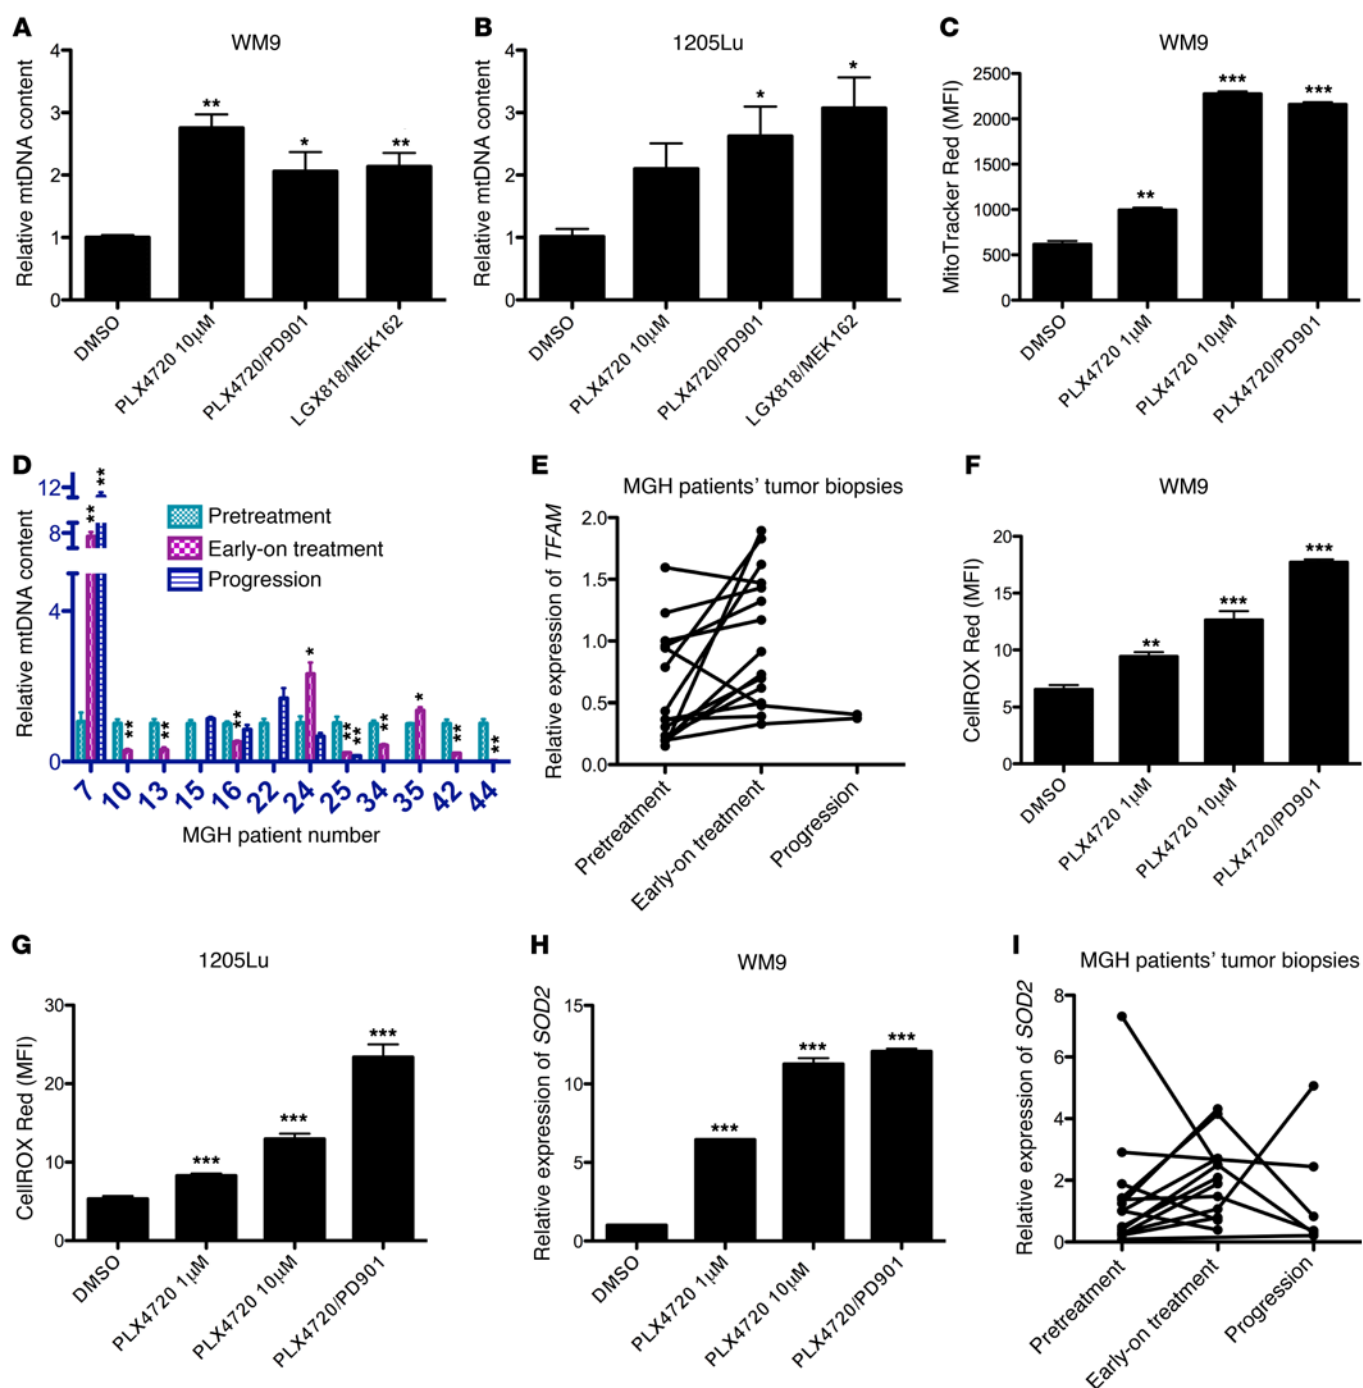 A
WM9
Relative mtDNA content
4
3
2
1
0
**
*
**
DMSO
PLX4720 10μM
PLX4720/PD901
LGX818/MEK162
B
1205Lu
Relative mtDNA content
4
3
2
1
0
*
*
DMSO
PLX4720 10μM
PLX4720/PD901
LGX818/MEK162
C
WM9
MitoTracker Red (MFI)
2500
2000
1500
1000
500
0
**
***
***
DMSO
PLX4720 1μM
PLX4720 10μM
PLX4720/PD901
D
Relative mtDNA content
12
8
4
0
**
**
**
**
**
*
**
**
**
*
**
**
Pretreatment
Early-on treatment
Progression
7 10 13 15 16 22 24 25 34 35 42 44
MGH patient number
E
MGH patients' tumor biopsies
Relative expression of TFAM
2.0
1.5
1.0
0.5
0.0
Pretreatment
Early-on treatment
Progression
F
WM9
CellROX Red (MFI)
20
15
10
5
0
**
***
***
DMSO
PLX4720 1μM
PLX4720 10μM
PLX4720/PD901
G
1205Lu
CellROX Red (MFI)
30
20
10
0
***
***
***
DMSO
PLX4720 1μM
PLX4720 10μM
PLX4720/PD901
H
WM9
Relative expression of SOD2
15
10
5
0
***
***
***
DMSO
PLX4720 1μM
PLX4720 10μM
PLX4720/PD901
I
MGH patients' tumor biopsies
Relative expression of SOD2
8
6
4
2
0
Pretreatment
Early-on treatment
Progression